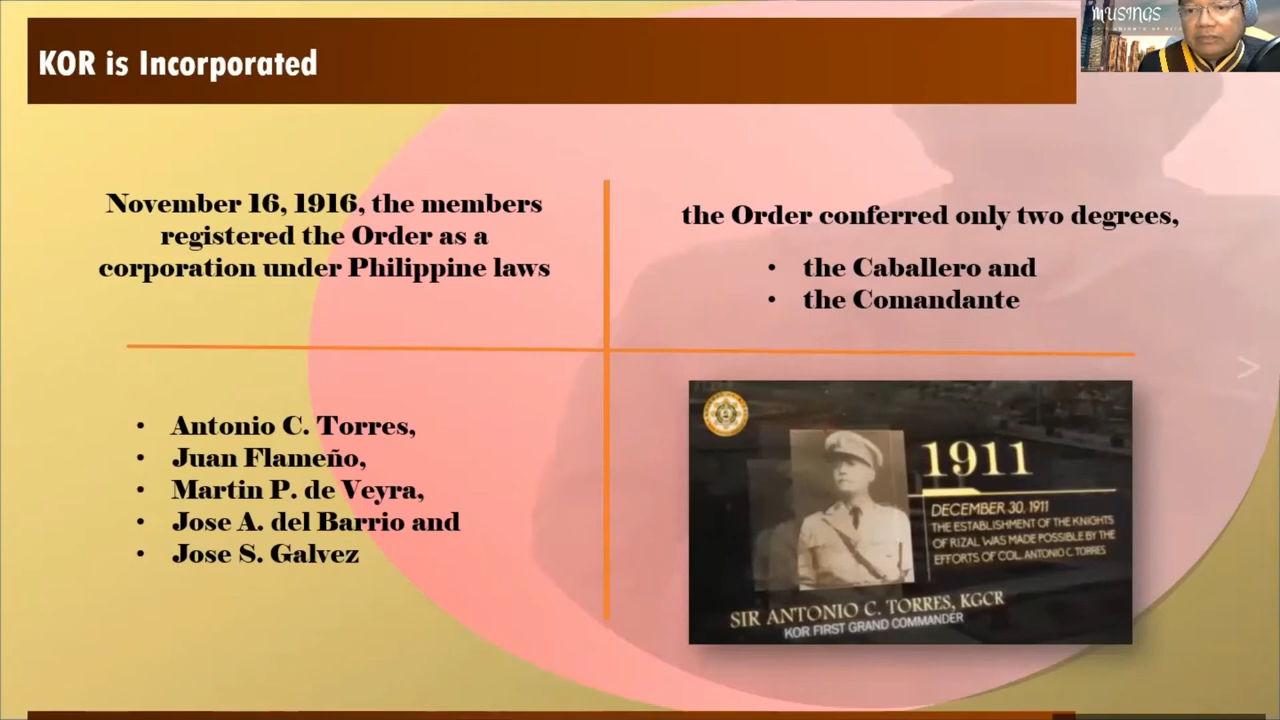 KOR is Incorporated
MUSINGS
November 16, 1916, the members
registered the Order as a
corporation under Philippine laws
the Order conferred only two degrees,
• the Caballero and
• the Comandante
• Antonio C. Torres,
• Juan Flameño,
• Martin P. de Veyra,
• Jose A. del Barrio and
• Jose S. Galvez
1911
DECEMBER 30, 1911
THE ESTABLISHMENT OF THE KNIGHTS
OF RIZAL WAS MADE POSSIBLE BY THE
EFFORTS OF COL. ANTONIO C. TORRES
SIR ANTONIO C. TORRES, KGCR
KOR FIRST GRAND COMMANDER